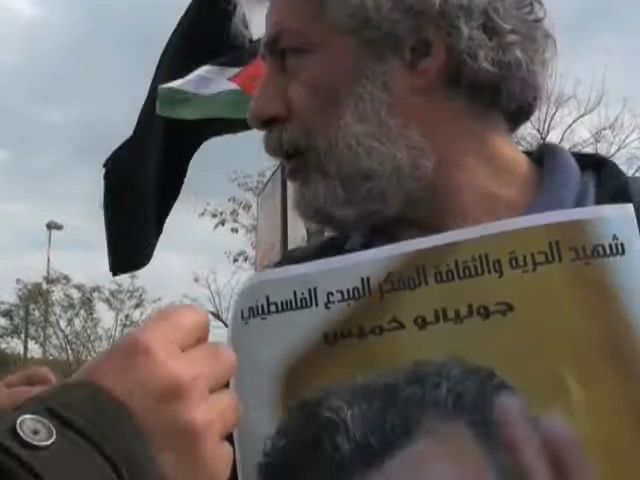 شهيد الحرية والثقافة المفكر المبدع الفلسطيني
جوليانو خميس